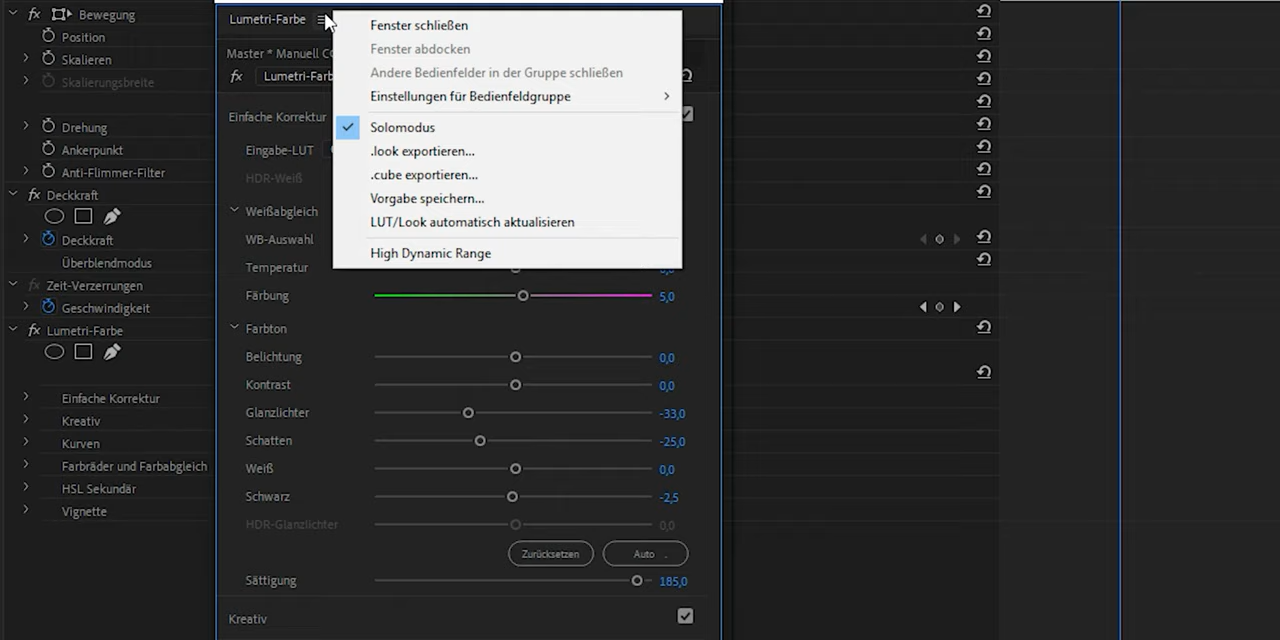 Bewegung
Position
Skalieren
Skalierungsbreite
Drehung
Ankerpunkt
Anti-Flimmer-Filter
fx Deckkraft
Deckkraft
Überblendmodus
fx Zeit-Verzerrungen
Geschwindigkeit
fx Lumetri-Farbe
Einfache Korrektur
Kreativ
Kurven
Farbräder und Farbabgleich
HSL Sekundär
Vignette
Lumetri-Farbe
Master * Manuell
fx
Einfache Korrektur
Eingabe-LUT
HDR-Weiß
Weißabgleich
WB-Auswahl
Temperatur
Färbung 5,0
Farbton
Belichtung 0,0
Kontrast 0,0
Glanzlichter -33,0
Schatten -25,0
Weiß 0,0
Schwarz -2,5
HDR-Glanzlichter 0,0
Zurücksetzen Auto
Sättigung 185,0
Kreativ
Fenster schließen
Fenster abdocken
Andere Bedienfelder in der Gruppe schließen
Einstellungen für Bedienfeldgruppe
Solomodus
.look exportieren...
.cube exportieren...
Vorgabe speichern...
LUT/Look automatisch aktualisieren
High Dynamic Range